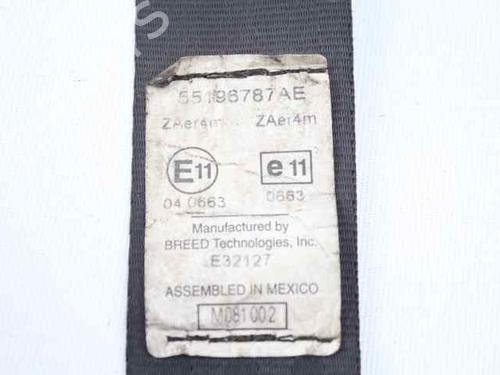 55196787AE
ZAer4m ZAer4m
E11 e11
04 0663 0663
Manufactured by
BREED Technologies, Inc.
E32127
ASSEMBLED IN MEXICO
M081002